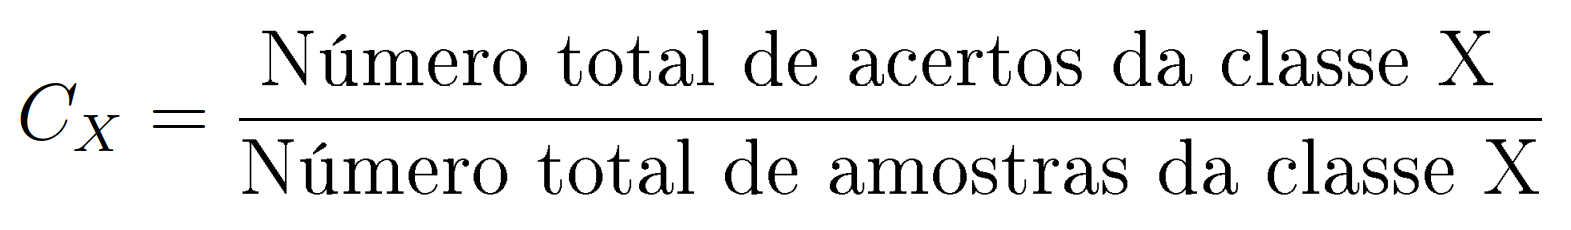 Número total de acertos da classe X
C_X =
Número total de amostras da classe X